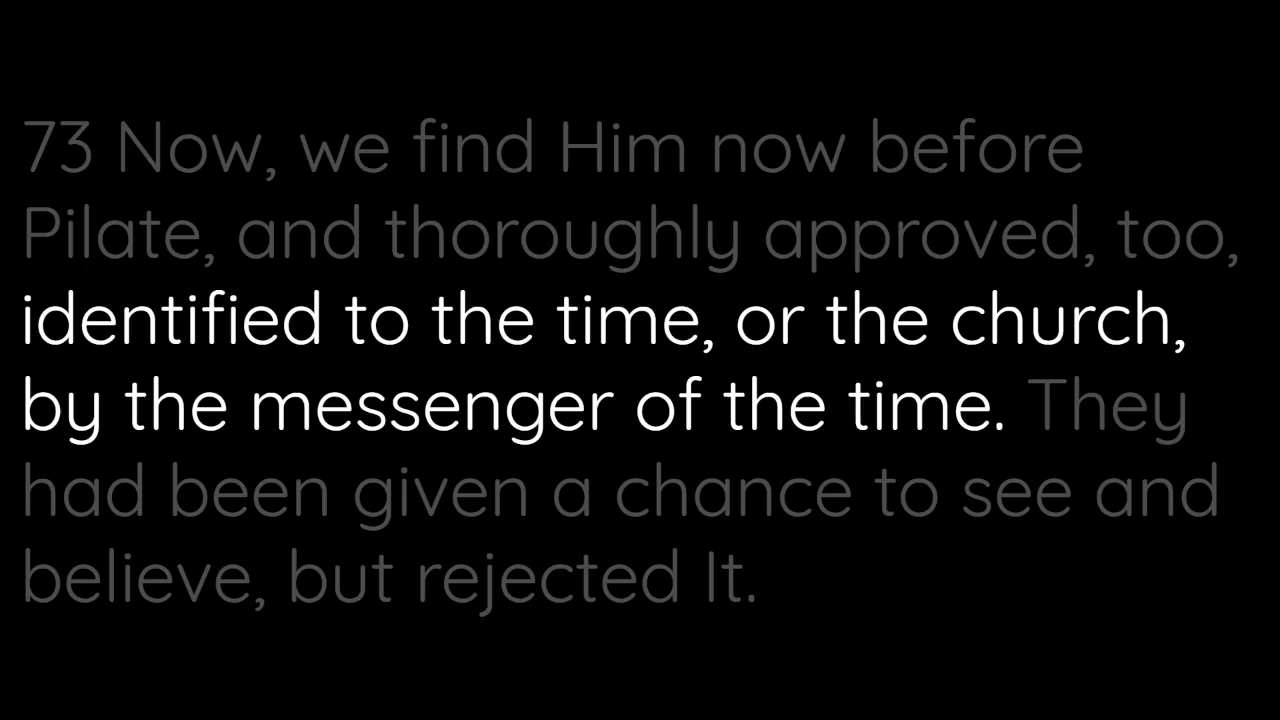 73 Now, we find Him now before
Pilate, and thoroughly approved, too,
identified to the time, or the church,
by the messenger of the time. They
had been given a chance to see and
believe, but rejected It.